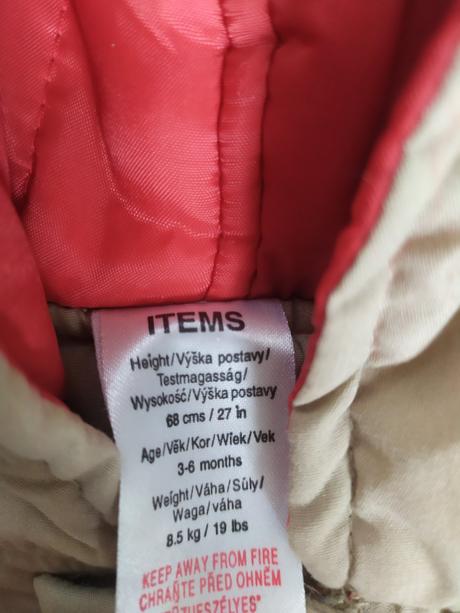 ITEMS
Height/Výška postavy/
Testmagasság/
Wysokość/Výška postavy
68 cms / 27 in
Age/Věk/Kor/Wiek/Vek
3-6 months
Weight/Váha/Súly/
Waga/váha
8.5 kg / 19 lbs
KEEP AWAY FROM FIRE
CHRAŇTE PŘED OHNĚM